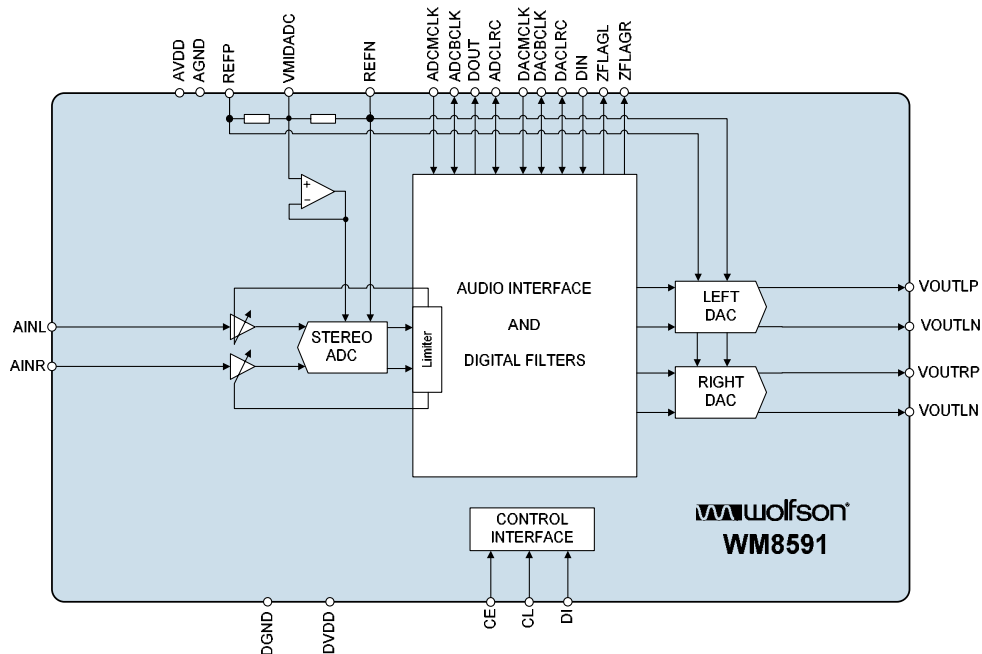 AVDD
AGND
REFP
VMIDADC
REFN
ADCMCLK
ADCBCLK
DOUT
ADCLRC
DACMCLK
DACBCLK
DACLRC
DIN
ZFLAGL
ZFLAGR
+
−
AINL
AINR
STEREO
ADC
Limiter
AUDIO INTERFACE
AND
DIGITAL FILTERS
LEFT
DAC
RIGHT
DAC
VOUTLP
VOUTLN
VOUTRP
VOUTLN
CONTROL
INTERFACE
wolfson®
WM8591
DGND
DVDD
CE
CL
DI